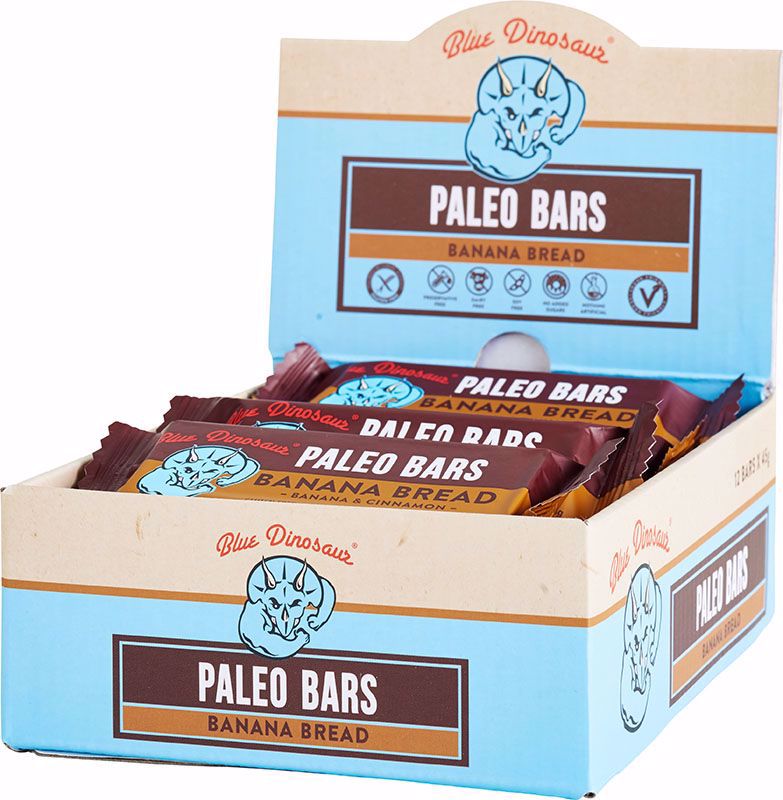 Blue Dinosaur®
PALEO BARS
BANANA BREAD
PRESERVATIVE FREE
DAIRY FREE
SOY FREE
NO ADDED SUGARS
NOTHING ARTIFICIAL
PALEO BARS
BANANA BREAD
Blue Dinosaur®
PALEO BARS
Blue Dinosaur®
PALEO BARS
BANANA BREAD
- BANANA & CINNAMON -
12 BARS X 45g
Blue Dinosaur®
PALEO BARS
BANANA BREAD
Blue Dinosaur®
PALEO BARS
BANANA BREAD